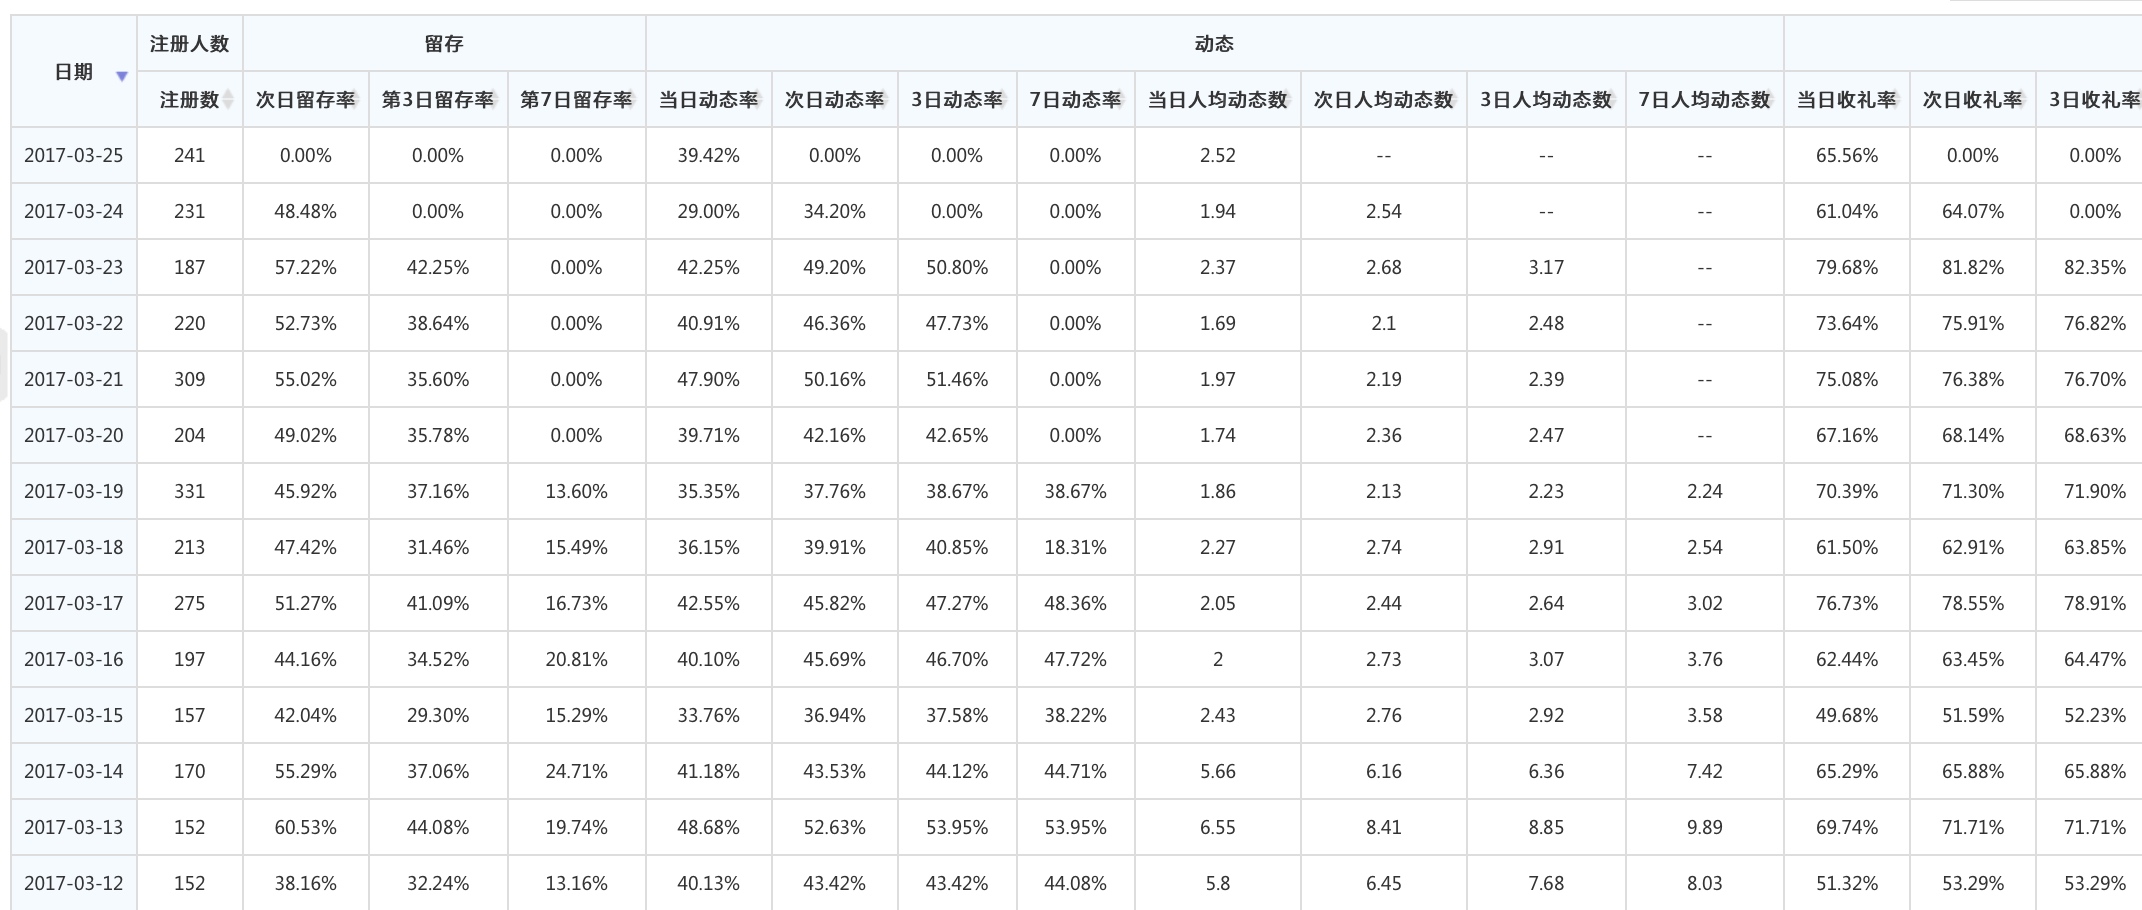 日期 注册人数 留存 动态
注册数 次日留存率 第3日留存率 第7日留存率 当日动态率 次日动态率 3日动态率 7日动态率 当日人均动态数 次日人均动态数 3日人均动态数 7日人均动态数 当日收礼率 次日收礼率 3日收礼率
2017-03-25 241 0.00% 0.00% 0.00% 39.42% 0.00% 0.00% 0.00% 2.52 -- -- -- 65.56% 0.00% 0.00%
2017-03-24 231 48.48% 0.00% 0.00% 29.00% 34.20% 0.00% 0.00% 1.94 2.54 -- -- 61.04% 64.07% 0.00%
2017-03-23 187 57.22% 42.25% 0.00% 42.25% 49.20% 50.80% 0.00% 2.37 2.68 3.17 -- 79.68% 81.82% 82.35%
2017-03-22 220 52.73% 38.64% 0.00% 40.91% 46.36% 47.73% 0.00% 1.69 2.1 2.48 -- 73.64% 75.91% 76.82%
2017-03-21 309 55.02% 35.60% 0.00% 47.90% 50.16% 51.46% 0.00% 1.97 2.19 2.39 -- 75.08% 76.38% 76.70%
2017-03-20 204 49.02% 35.78% 0.00% 39.71% 42.16% 42.65% 0.00% 1.74 2.36 2.47 -- 67.16% 68.14% 68.63%
2017-03-19 331 45.92% 37.16% 13.60% 35.35% 37.76% 38.67% 38.67% 1.86 2.13 2.23 2.24 70.39% 71.30% 71.90%
2017-03-18 213 47.42% 31.46% 15.49% 36.15% 39.91% 40.85% 18.31% 2.27 2.74 2.91 2.54 61.50% 62.91% 63.85%
2017-03-17 275 51.27% 41.09% 16.73% 42.55% 45.82% 47.27% 48.36% 2.05 2.44 2.64 3.02 76.73% 78.55% 78.91%
2017-03-16 197 44.16% 34.52% 20.81% 40.10% 45.69% 46.70% 47.72% 2 2.73 3.07 3.76 62.44% 63.45% 64.47%
2017-03-15 157 42.04% 29.30% 15.29% 33.76% 36.94% 37.58% 38.22% 2.43 2.76 2.92 3.58 49.68% 51.59% 52.23%
2017-03-14 170 55.29% 37.06% 24.71% 41.18% 43.53% 44.12% 44.71% 5.66 6.16 6.36 7.42 65.29% 65.88% 65.88%
2017-03-13 152 60.53% 44.08% 19.74% 48.68% 52.63% 53.95% 53.95% 6.55 8.41 8.85 9.89 69.74% 71.71% 71.71%
2017-03-12 152 38.16% 32.24% 13.16% 40.13% 43.42% 43.42% 44.08% 5.8 6.45 7.68 8.03 51.32% 53.29% 53.29%